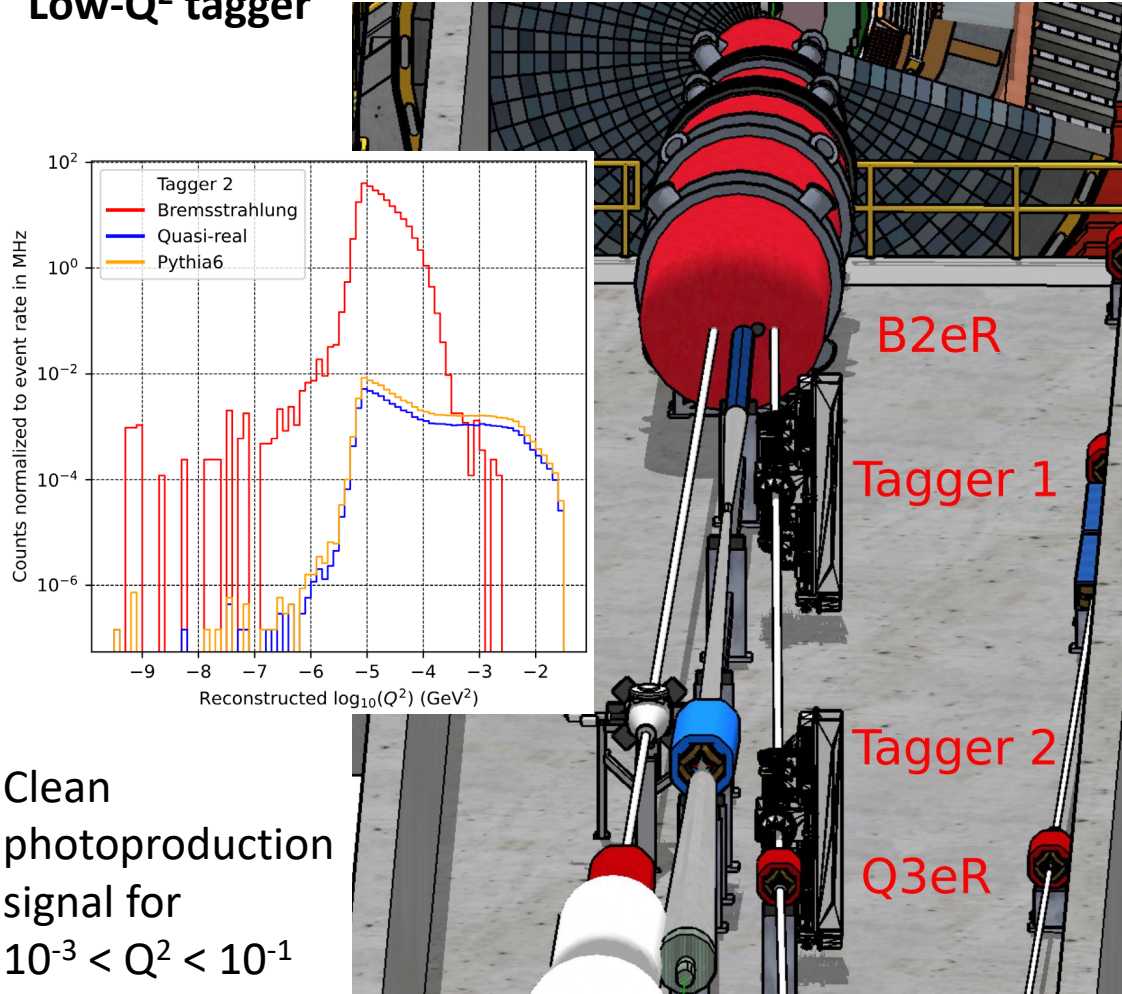 Low-Q² tagger
10²
10⁰
10⁻²
10⁻⁴
10⁻⁶
Counts normalized to event rate in MHz
Tagger 2
Bremsstrahlung
Quasi-real
Pythia6
−9 −8 −7 −6 −5 −4 −3 −2
Reconstructed log₁₀(Q²) (GeV²)
B2eR
Tagger 1
Tagger 2
Q3eR
Clean
photoproduction
signal for
10⁻³ < Q² < 10⁻¹